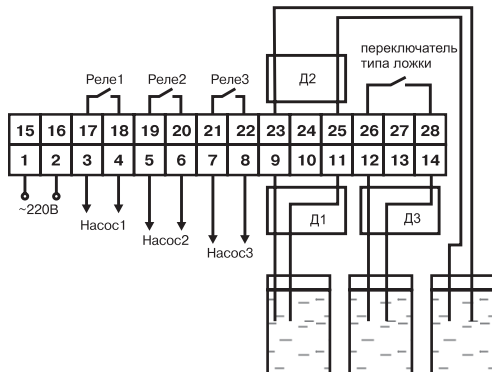 переключатель
типа ложки
Реле1 Реле2 Реле3 Д2
15 16 17 18 19 20 21 22 23 24 25 26 27 28
1 2 3 4 5 6 7 8 9 10 11 12 13 14
~220В
Насос1
Насос2
Насос3
Д1 Д3